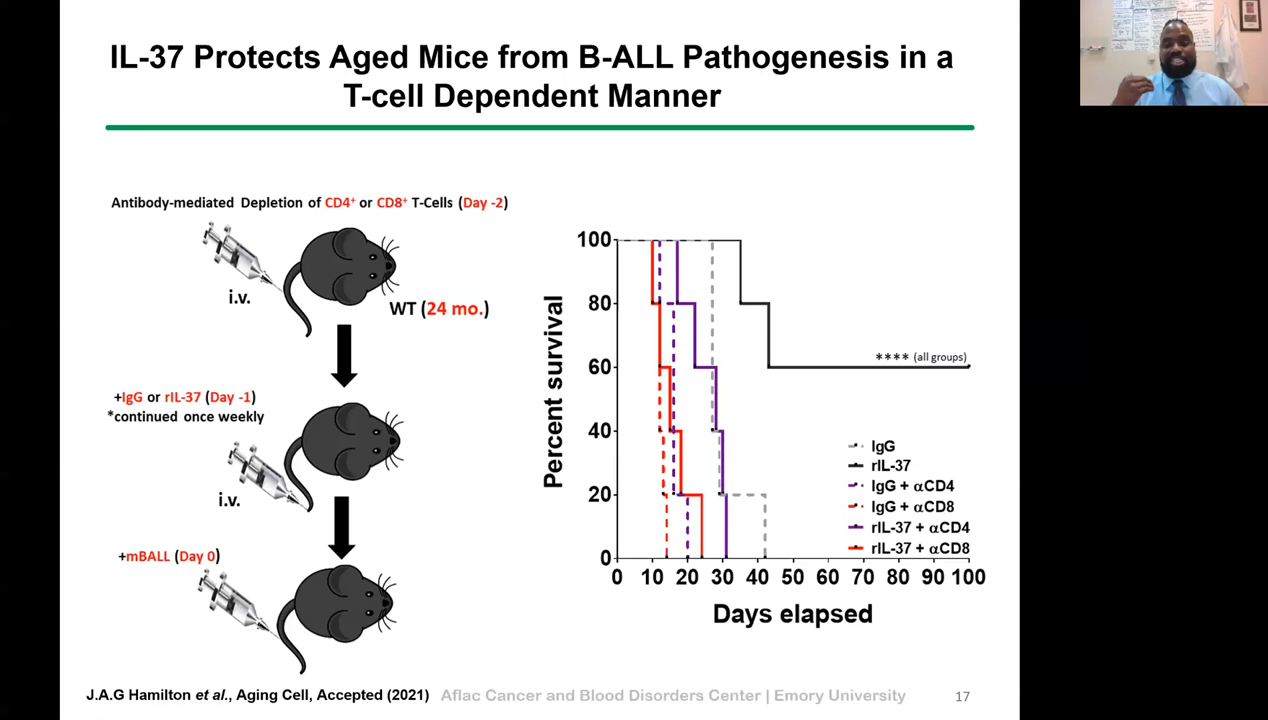 IL-37 Protects Aged Mice from B-ALL Pathogenesis in a
T-cell Dependent Manner
Antibody-mediated Depletion of CD4⁺ or CD8⁺ T-Cells (Day -2)
i.v.
WT (24 mo.)
+IgG or rIL-37 (Day -1)
*continued once weekly
i.v.
+mBALL (Day 0)
Percent survival
100
80
60
40
20
0
0 10 20 30 40 50 60 70 80 90 100
Days elapsed
**** (all groups)
IgG
rIL-37
IgG + αCD4
IgG + αCD8
rIL-37 + αCD4
rIL-37 + αCD8
J.A.G Hamilton et al., Aging Cell, Accepted (2021) Aflac Cancer and Blood Disorders Center | Emory University 17